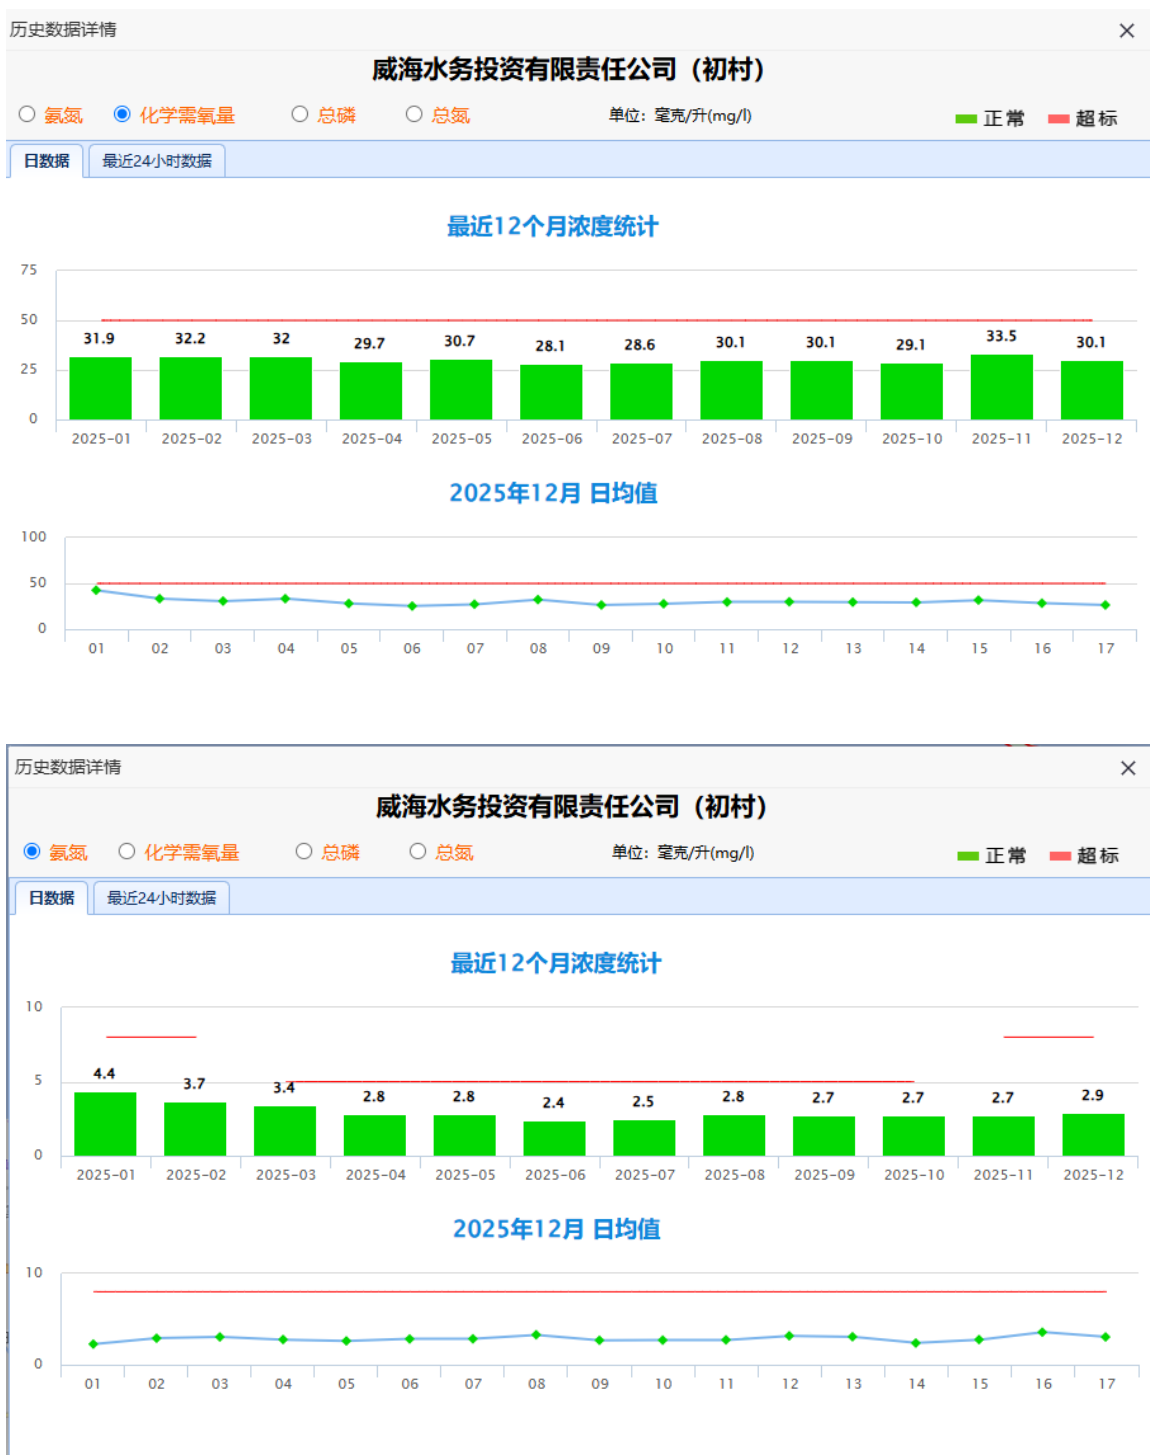 历史数据详情
威海水务投资有限责任公司（初村）
氨氮 化学需氧量 总磷 总氮 单位：毫克/升(mg/l) 正常 超标
日数据 最近24小时数据
最近12个月浓度统计
75
50
31.9 32.2 32 29.7 30.7 28.1 28.6 30.1 30.1 29.1 33.5 30.1
25
0
2025-01 2025-02 2025-03 2025-04 2025-05 2025-06 2025-07 2025-08 2025-09 2025-10 2025-11 2025-12
2025年12月 日均值
100
50
0
01 02 03 04 05 06 07 08 09 10 11 12 13 14 15 16 17
历史数据详情
威海水务投资有限责任公司（初村）
氨氮 化学需氧量 总磷 总氮 单位：毫克/升(mg/l) 正常 超标
日数据 最近24小时数据
最近12个月浓度统计
10
5
4.4 3.7 3.4 2.8 2.8 2.4 2.5 2.8 2.7 2.7 2.7 2.9
0
2025-01 2025-02 2025-03 2025-04 2025-05 2025-06 2025-07 2025-08 2025-09 2025-10 2025-11 2025-12
2025年12月 日均值
10
0
01 02 03 04 05 06 07 08 09 10 11 12 13 14 15 16 17